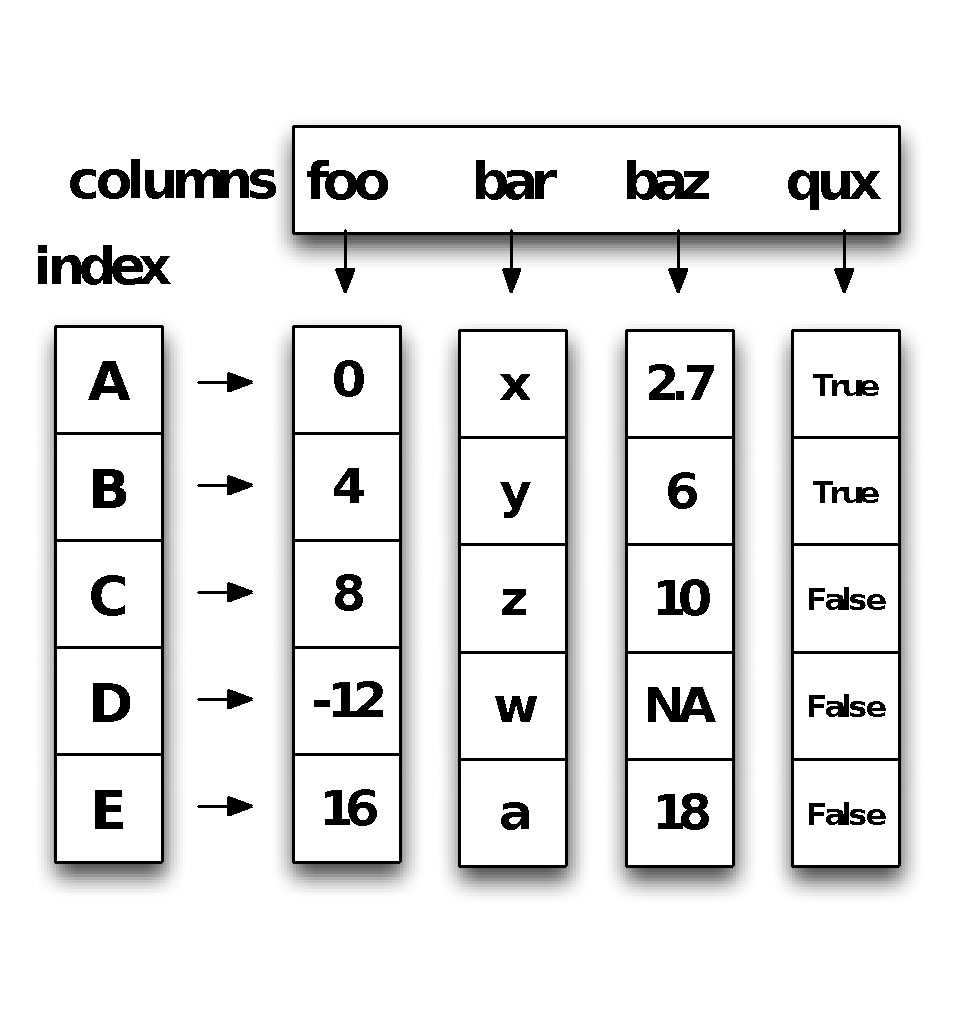 columns foo bar baz qux
index
A 0 x 2.7 True
B 4 y 6 True
C 8 z 10 False
D -12 w NA False
E 16 a 18 False